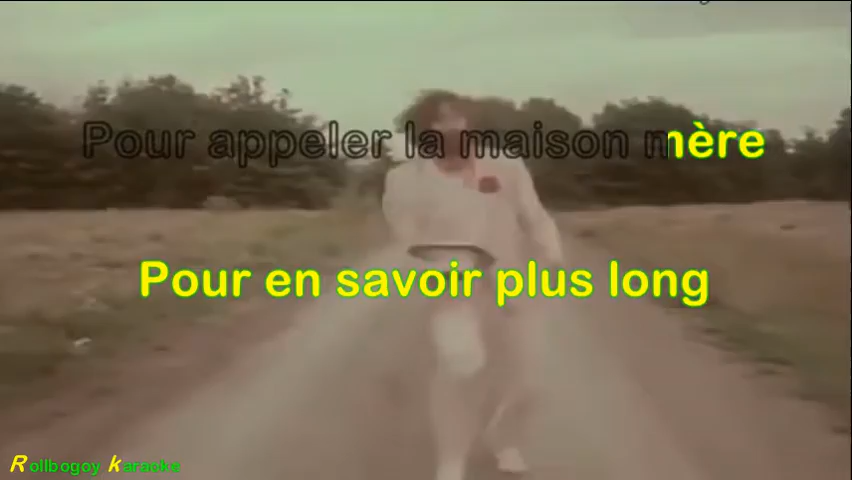 Pour appeler la maison mère
Pour en savoir plus long
Rollbogoy karaoke